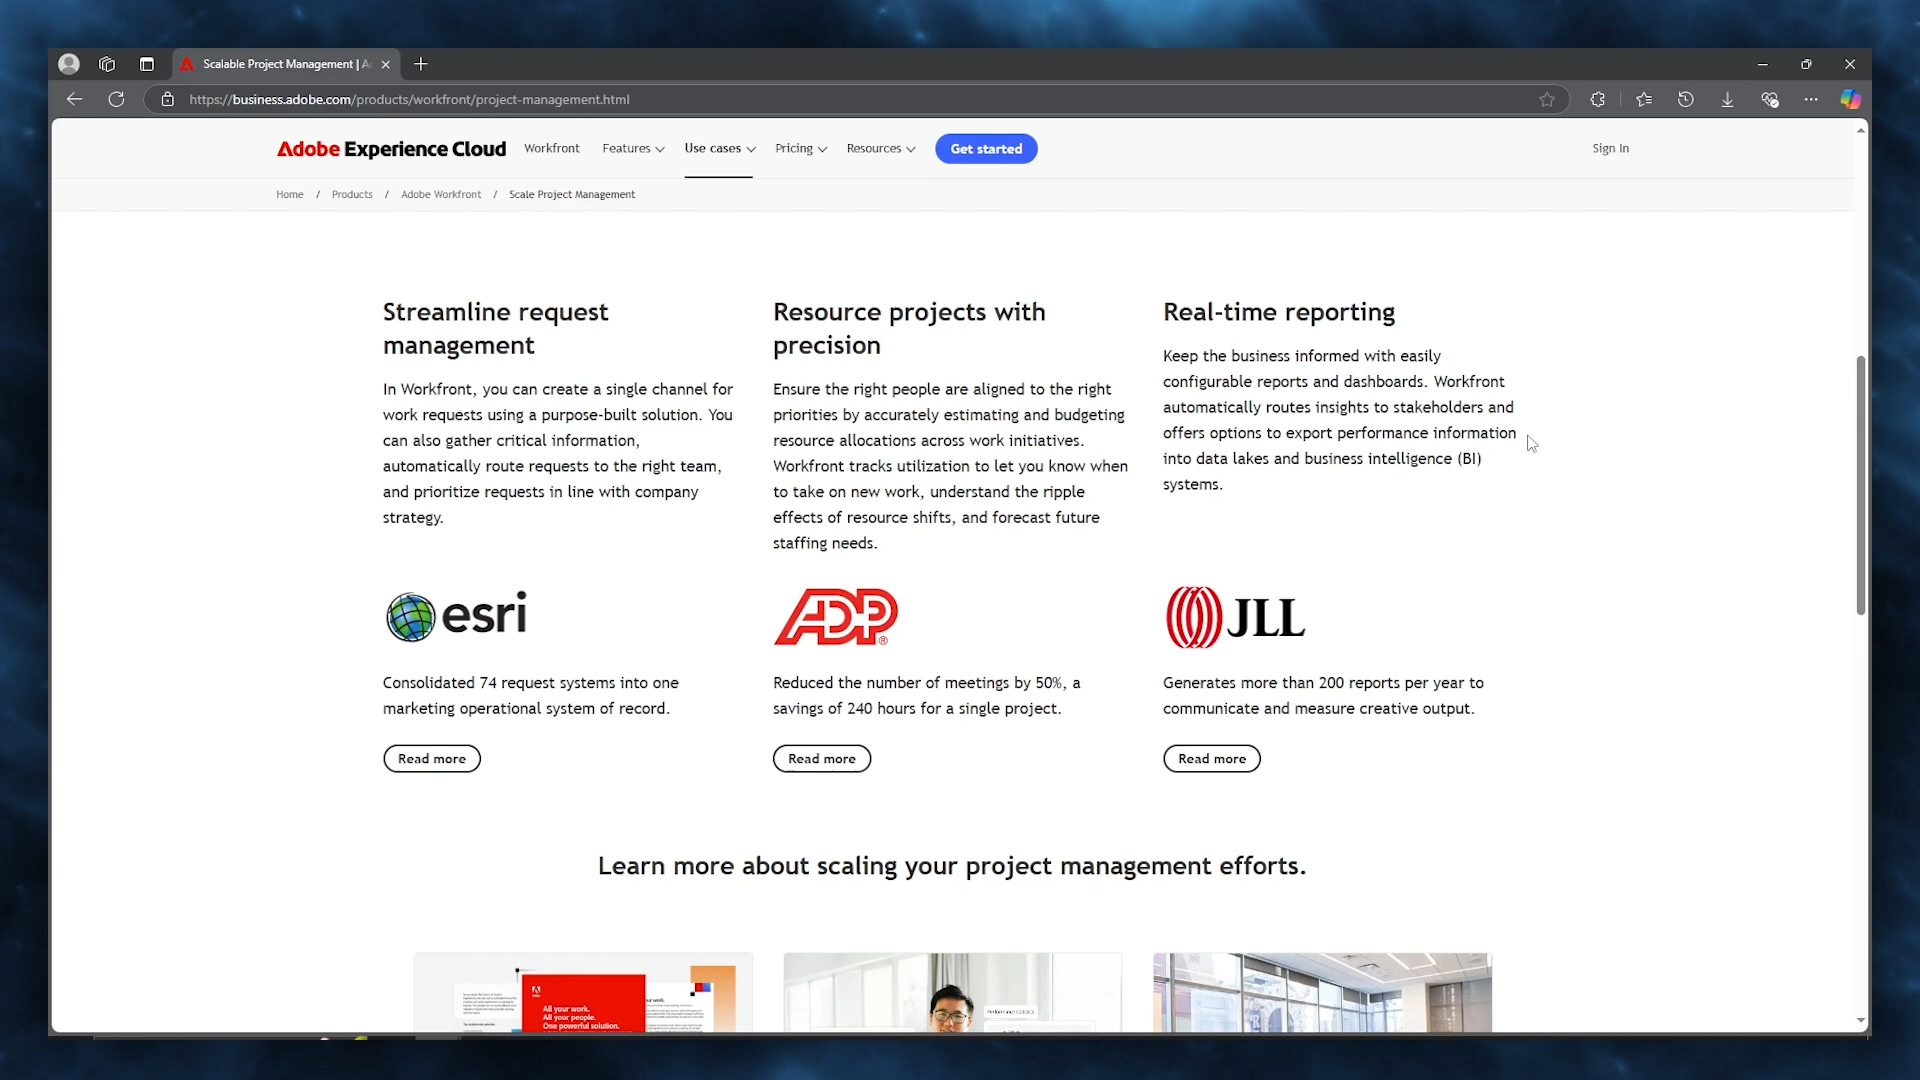 Scalable Project Management | A
https://business.adobe.com/products/workfront/project-management.html
Adobe Experience Cloud Workfront Features Use cases Pricing Resources Get started Sign In
Home / Products / Adobe Workfront / Scale Project Management
Streamline request
management
In Workfront, you can create a single channel for
work requests using a purpose-built solution. You
can also gather critical information,
automatically route requests to the right team,
and prioritize requests in line with company
strategy.
Resource projects with
precision
Ensure the right people are aligned to the right
priorities by accurately estimating and budgeting
resource allocations across work initiatives.
Workfront tracks utilization to let you know when
to take on new work, understand the ripple
effects of resource shifts, and forecast future
staffing needs.
Real-time reporting
Keep the business informed with easily
configurable reports and dashboards. Workfront
automatically routes insights to stakeholders and
offers options to export performance information
into data lakes and business intelligence (BI)
systems.
esri
Consolidated 74 request systems into one
marketing operational system of record.
Read more
ADP®
Reduced the number of meetings by 50%, a
savings of 240 hours for a single project.
Read more
JLL
Generates more than 200 reports per year to
communicate and measure creative output.
Read more
Learn more about scaling your project management efforts.
All your work.
All your people.
One powerful solution.